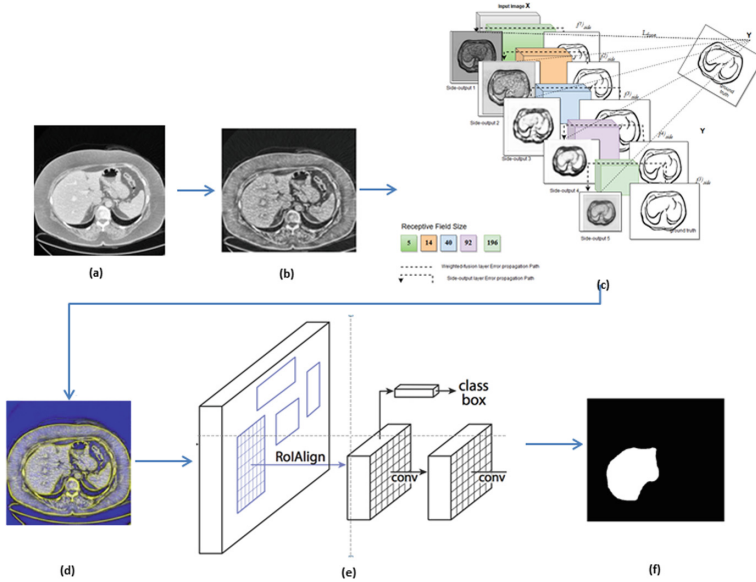 Input Image X
Y
Side-output 1
Side-output 2
Side-output 3
Side-output 4
Side-output 5
ground truth
Y
ground truth
Receptive Field Size
5 14 40 92 196
Weighted-fusion layer Error propagation Path
Side-output layer Error propagation Path
(a)
(b)
(c)
RoIAlign
class
box
conv
conv
(d)
(e)
(f)